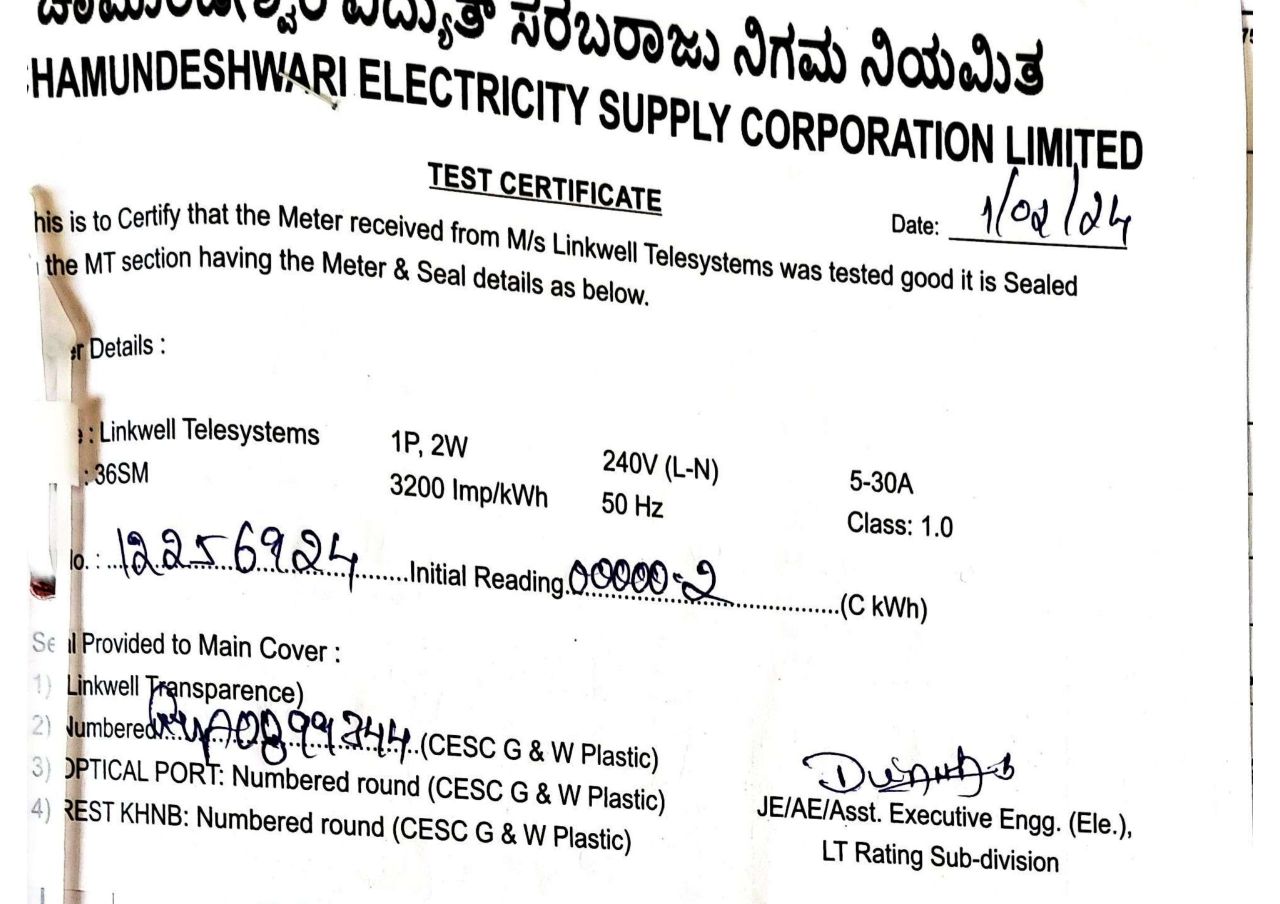 ಚಾಮುಂಡೇಶ್ವರಿ ವಿದ್ಯುತ್ ಸರಬರಾಜು ನಿಗಮ ನಿಯಮಿತ
HAMUNDESHWARI ELECTRICITY SUPPLY CORPORATION LIMITED
TEST CERTIFICATE
Date: 1/02/24
his is to Certify that the Meter received from M/s Linkwell Telesystems was tested good it is Sealed
the MT section having the Meter & Seal details as below.
er Details :
e : Linkwell Telesystems 1P, 2W 240V (L-N) 5-30A
: 36SM 3200 Imp/kWh 50 Hz Class: 1.0
lo. : 12256924 Initial Reading 00000.2 (C kWh)
Seal Provided to Main Cover :
1) Linkwell Transparence)
2) Numbered (CESC G & W Plastic)
3) OPTICAL PORT: Numbered round (CESC G & W Plastic)
4) REST KHNB: Numbered round (CESC G & W Plastic)
JE/AE/Asst. Executive Engg. (Ele.),
LT Rating Sub-division